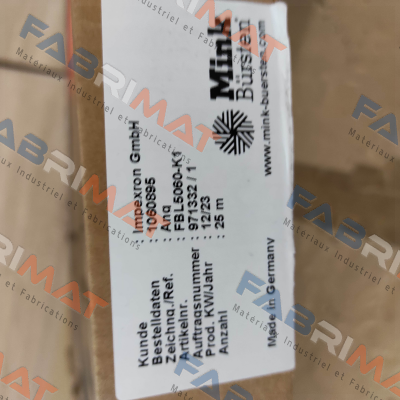 Mink
Bürsten
www.mink-buersten.com
Kunde : Impexron GmbH
Bestelldaten : 1060895
Zeichng./Ref. : Ang
Artikelnr. : FBL5060-K1
Auftragsnummer : 971332 / 1
Prod. KW/Jahr : 12/23
Anzahl : 25 m
Made in Germany
FABRIMAT
Materiaux Industriel et Fabrications